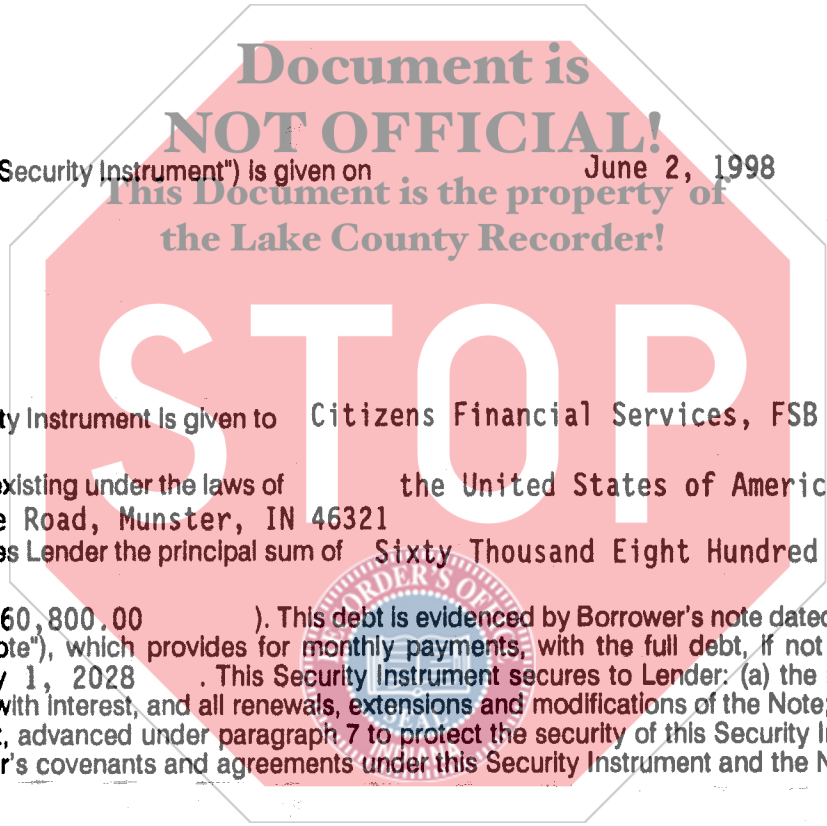 Document is
NOT OFFICIAL!
Security Instrument") is given on June 2, 1998
This Document is the property of
the Lake County Recorder!
STOP
ty Instrument is given to Citizens Financial Services, FSB
existing under the laws of the United States of Americ
e Road, Munster, IN 46321
es Lender the principal sum of Sixty Thousand Eight Hundred
RECORDER'S OFFICE
60,800.00 ). This debt is evidenced by Borrower's note dated
ote"), which provides for monthly payments, with the full debt, if not
y 1, 2028 . This Security Instrument secures to Lender: (a) the
with interest, and all renewals, extensions and modifications of the Note;
SEAL
, advanced under paragraph 7 to protect the security of this Security I
INDIANA
r's covenants and agreements under this Security Instrument and the N